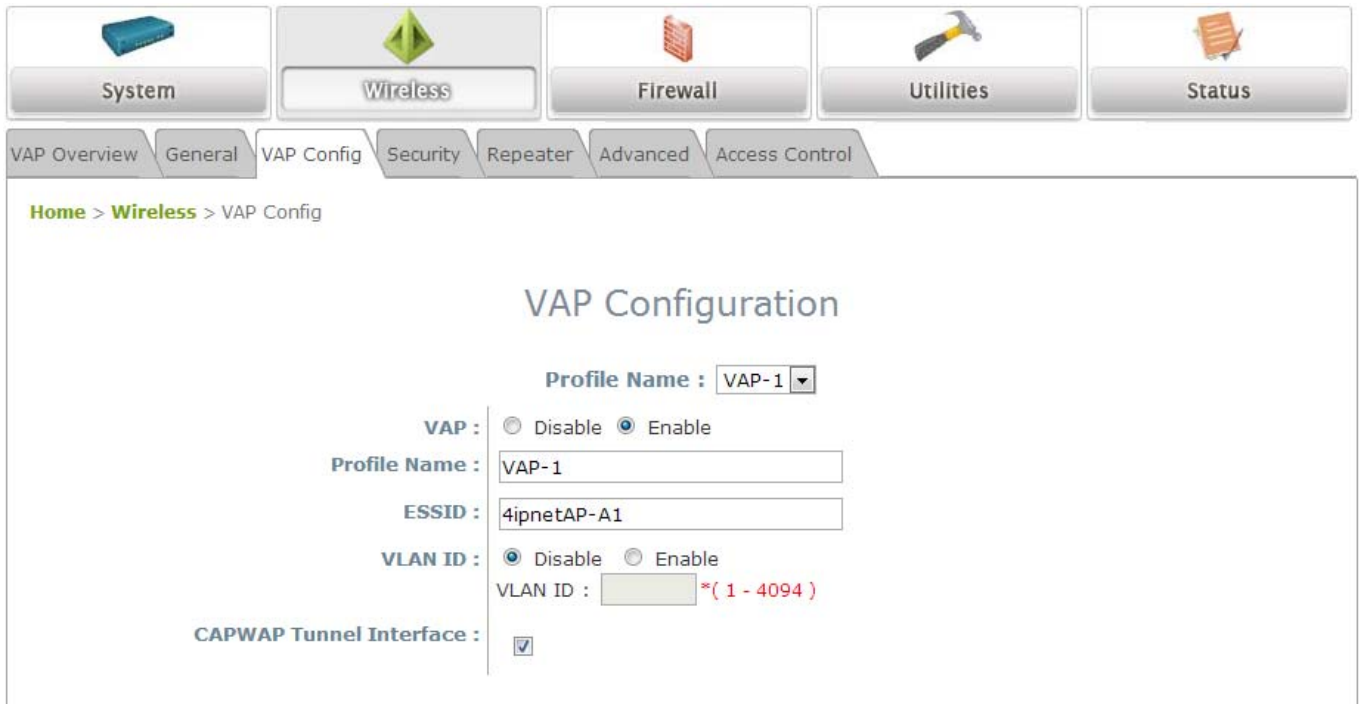 System Wireless Firewall Utilities Status
VAP Overview General VAP Config Security Repeater Advanced Access Control
Home > Wireless > VAP Config
VAP Configuration
Profile Name : VAP-1
VAP : Disable Enable
Profile Name : VAP-1
ESSID : 4ipnetAP-A1
VLAN ID : Disable Enable
VLAN ID : *( 1 - 4094 )
CAPWAP Tunnel Interface :